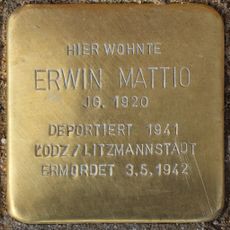 HIER WOHNTE
ERWIN MATTIO
JG. 1920
DEPORTIERT 1941
ŁODZ / LITZMANNSTADT
ERMORDET 3.5.1942